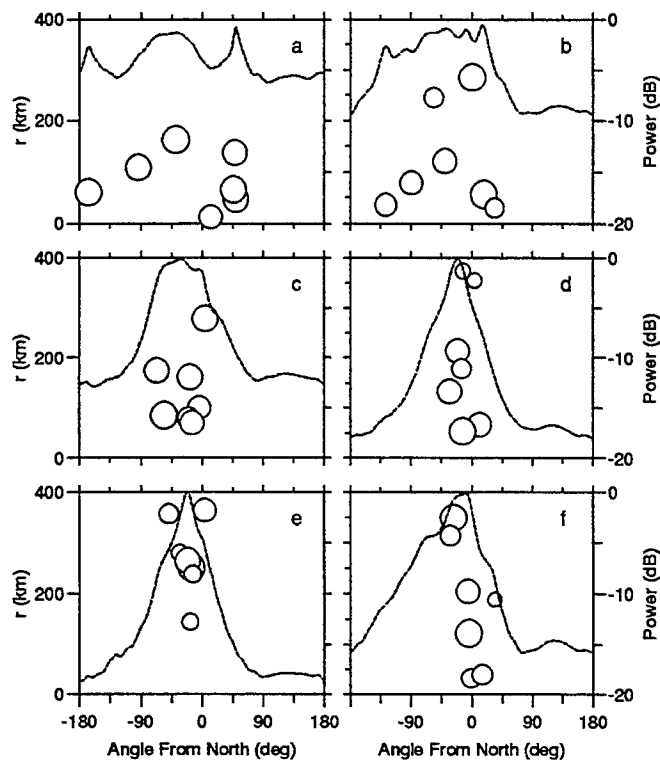 400 a b 0
r (km) 200 -10 Power (dB)
0 -20
400 c d 0
r (km) 200 -10 Power (dB)
0 -20
400 e f 0
r (km) 200 -10 Power (dB)
0 -20
-180 -90 0 90 180 -90 0 90 180
Angle From North (deg) Angle From North (deg)